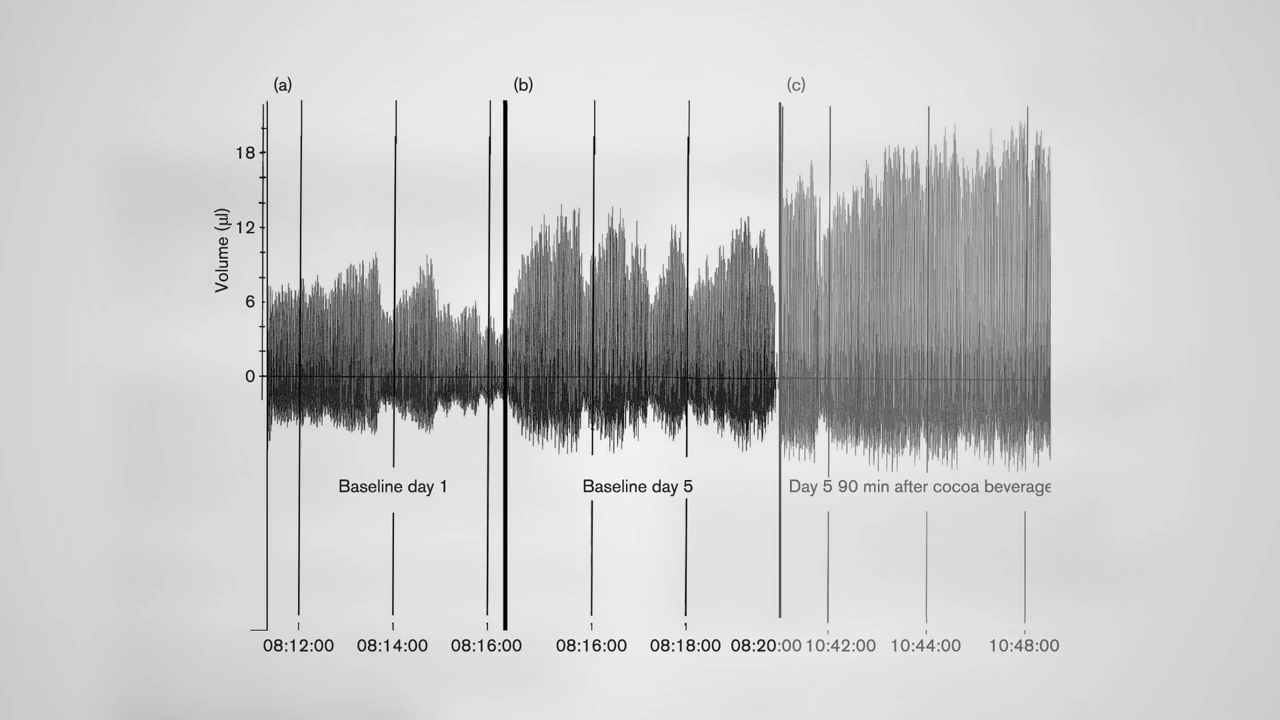 (a)
(b)
(c)
18
12
6
0
Volume (µl)
Baseline day 1
Baseline day 5
Day 5 90 min after cocoa beverage
08:12:00
08:14:00
08:16:00
08:16:00
08:18:00
08:20:00
10:42:00
10:44:00
10:48:00